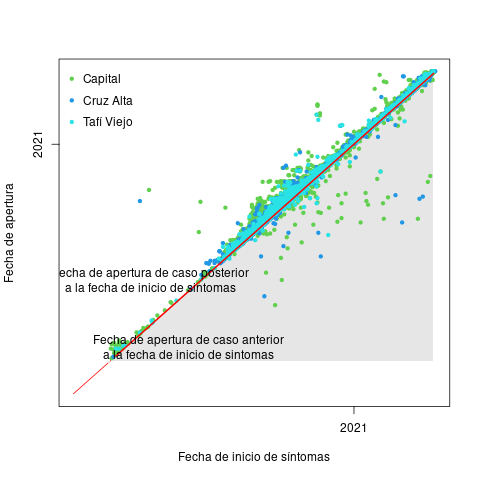 Capital
Cruz Alta
Tafí Viejo
2021
Fecha de apertura
echa de apertura de caso posterior
a la fecha de inicio de síntomas
Fecha de apertura de caso anterior
a la fecha de inicio de síntomas
2021
Fecha de inicio de síntomas